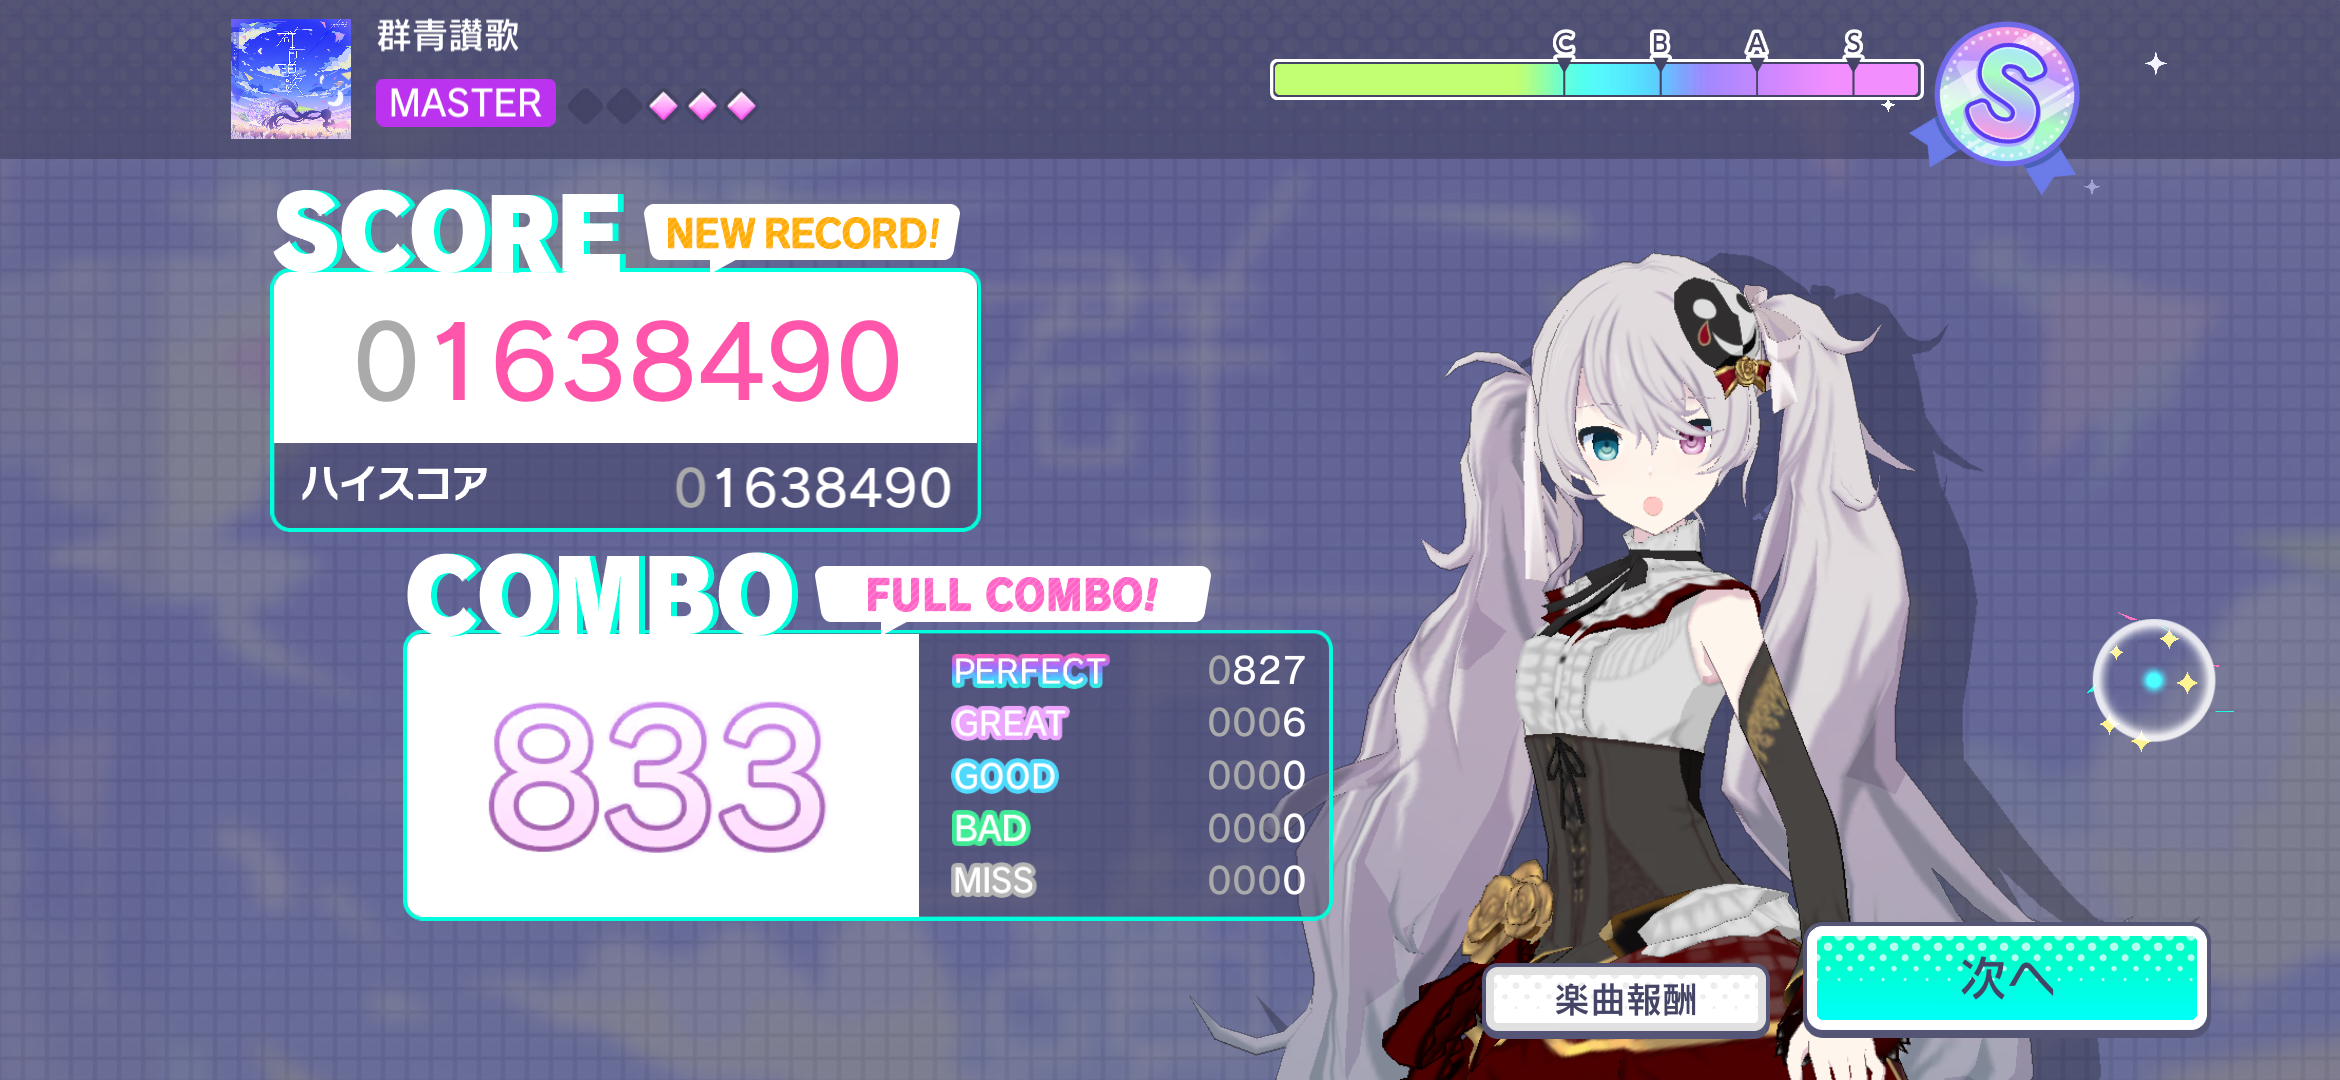 群青讃歌
MASTER
C B A S
S
SCORE
NEW RECORD!
01638490
ハイスコア 01638490
COMBO
FULL COMBO!
833
PERFECT 0827
GREAT 0006
GOOD 0000
BAD 0000
MISS 0000
楽曲報酬
次へ